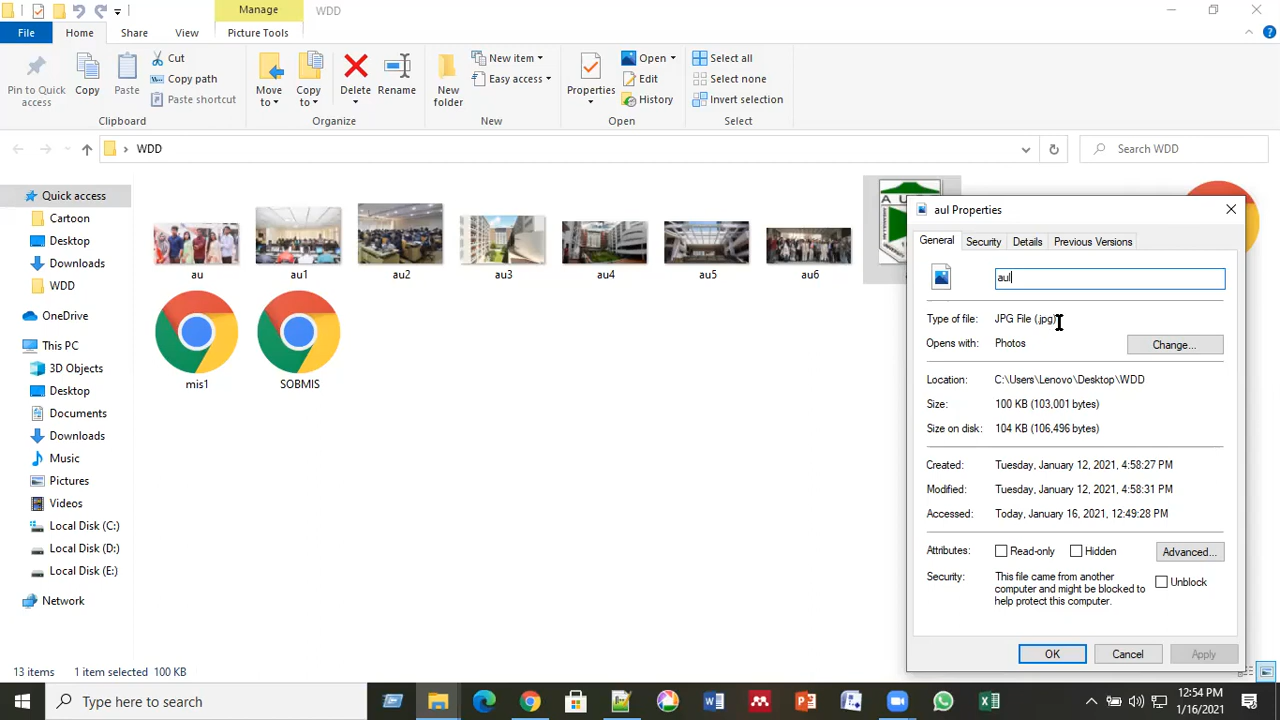 Manage
WDD
File
Home
Share
View
Picture Tools
Pin to Quick access
Copy
Paste
Cut
Copy path
Paste shortcut
Clipboard
Move to
Copy to
Delete
Rename
Organize
New folder
New item
Easy access
New
Properties
Open
Edit
History
Open
Select all
Select none
Invert selection
Select
WDD
Search WDD
Quick access
Cartoon
Desktop
Downloads
WDD
OneDrive
This PC
3D Objects
Desktop
Documents
Downloads
Music
Pictures
Videos
Local Disk (C:)
Local Disk (D:)
Local Disk (E:)
Network
au
au1
au2
au3
au4
au5
au6
mis1
SOBMIS
aul Properties
General
Security
Details
Previous Versions
aul
Type of file: JPG File (.jpg)
Opens with: Photos
Change...
Location: C:\Users\Lenovo\Desktop\WDD
Size: 100 KB (103,001 bytes)
Size on disk: 104 KB (106,496 bytes)
Created: Tuesday, January 12, 2021, 4:58:27 PM
Modified: Tuesday, January 12, 2021, 4:58:31 PM
Accessed: Today, January 16, 2021, 12:49:28 PM
Attributes: Read-only Hidden Advanced...
Security: This file came from another
computer and might be blocked to
help protect this computer.
Unblock
OK
Cancel
Apply
13 items
1 item selected 100 KB
Type here to search
12:54 PM
1/16/2021